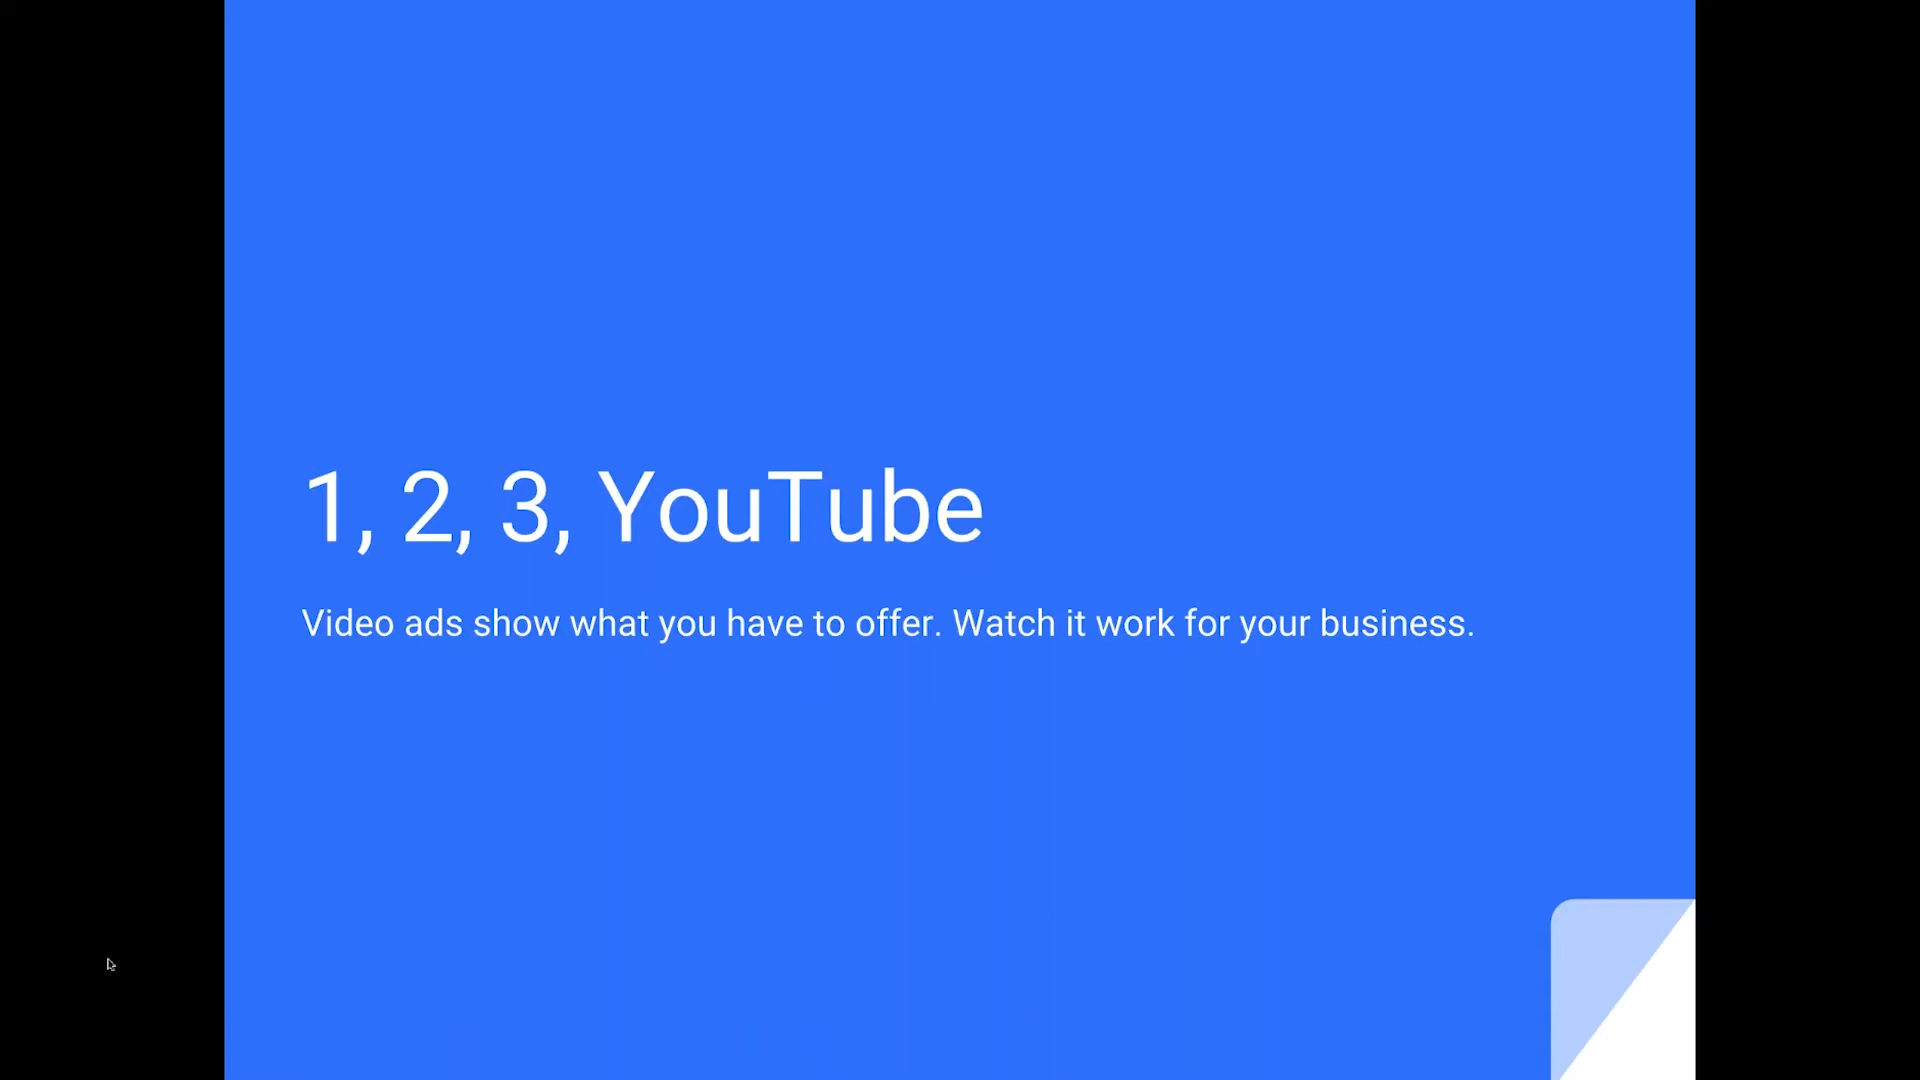 1, 2, 3, YouTube
Video ads show what you have to offer. Watch it work for your business.